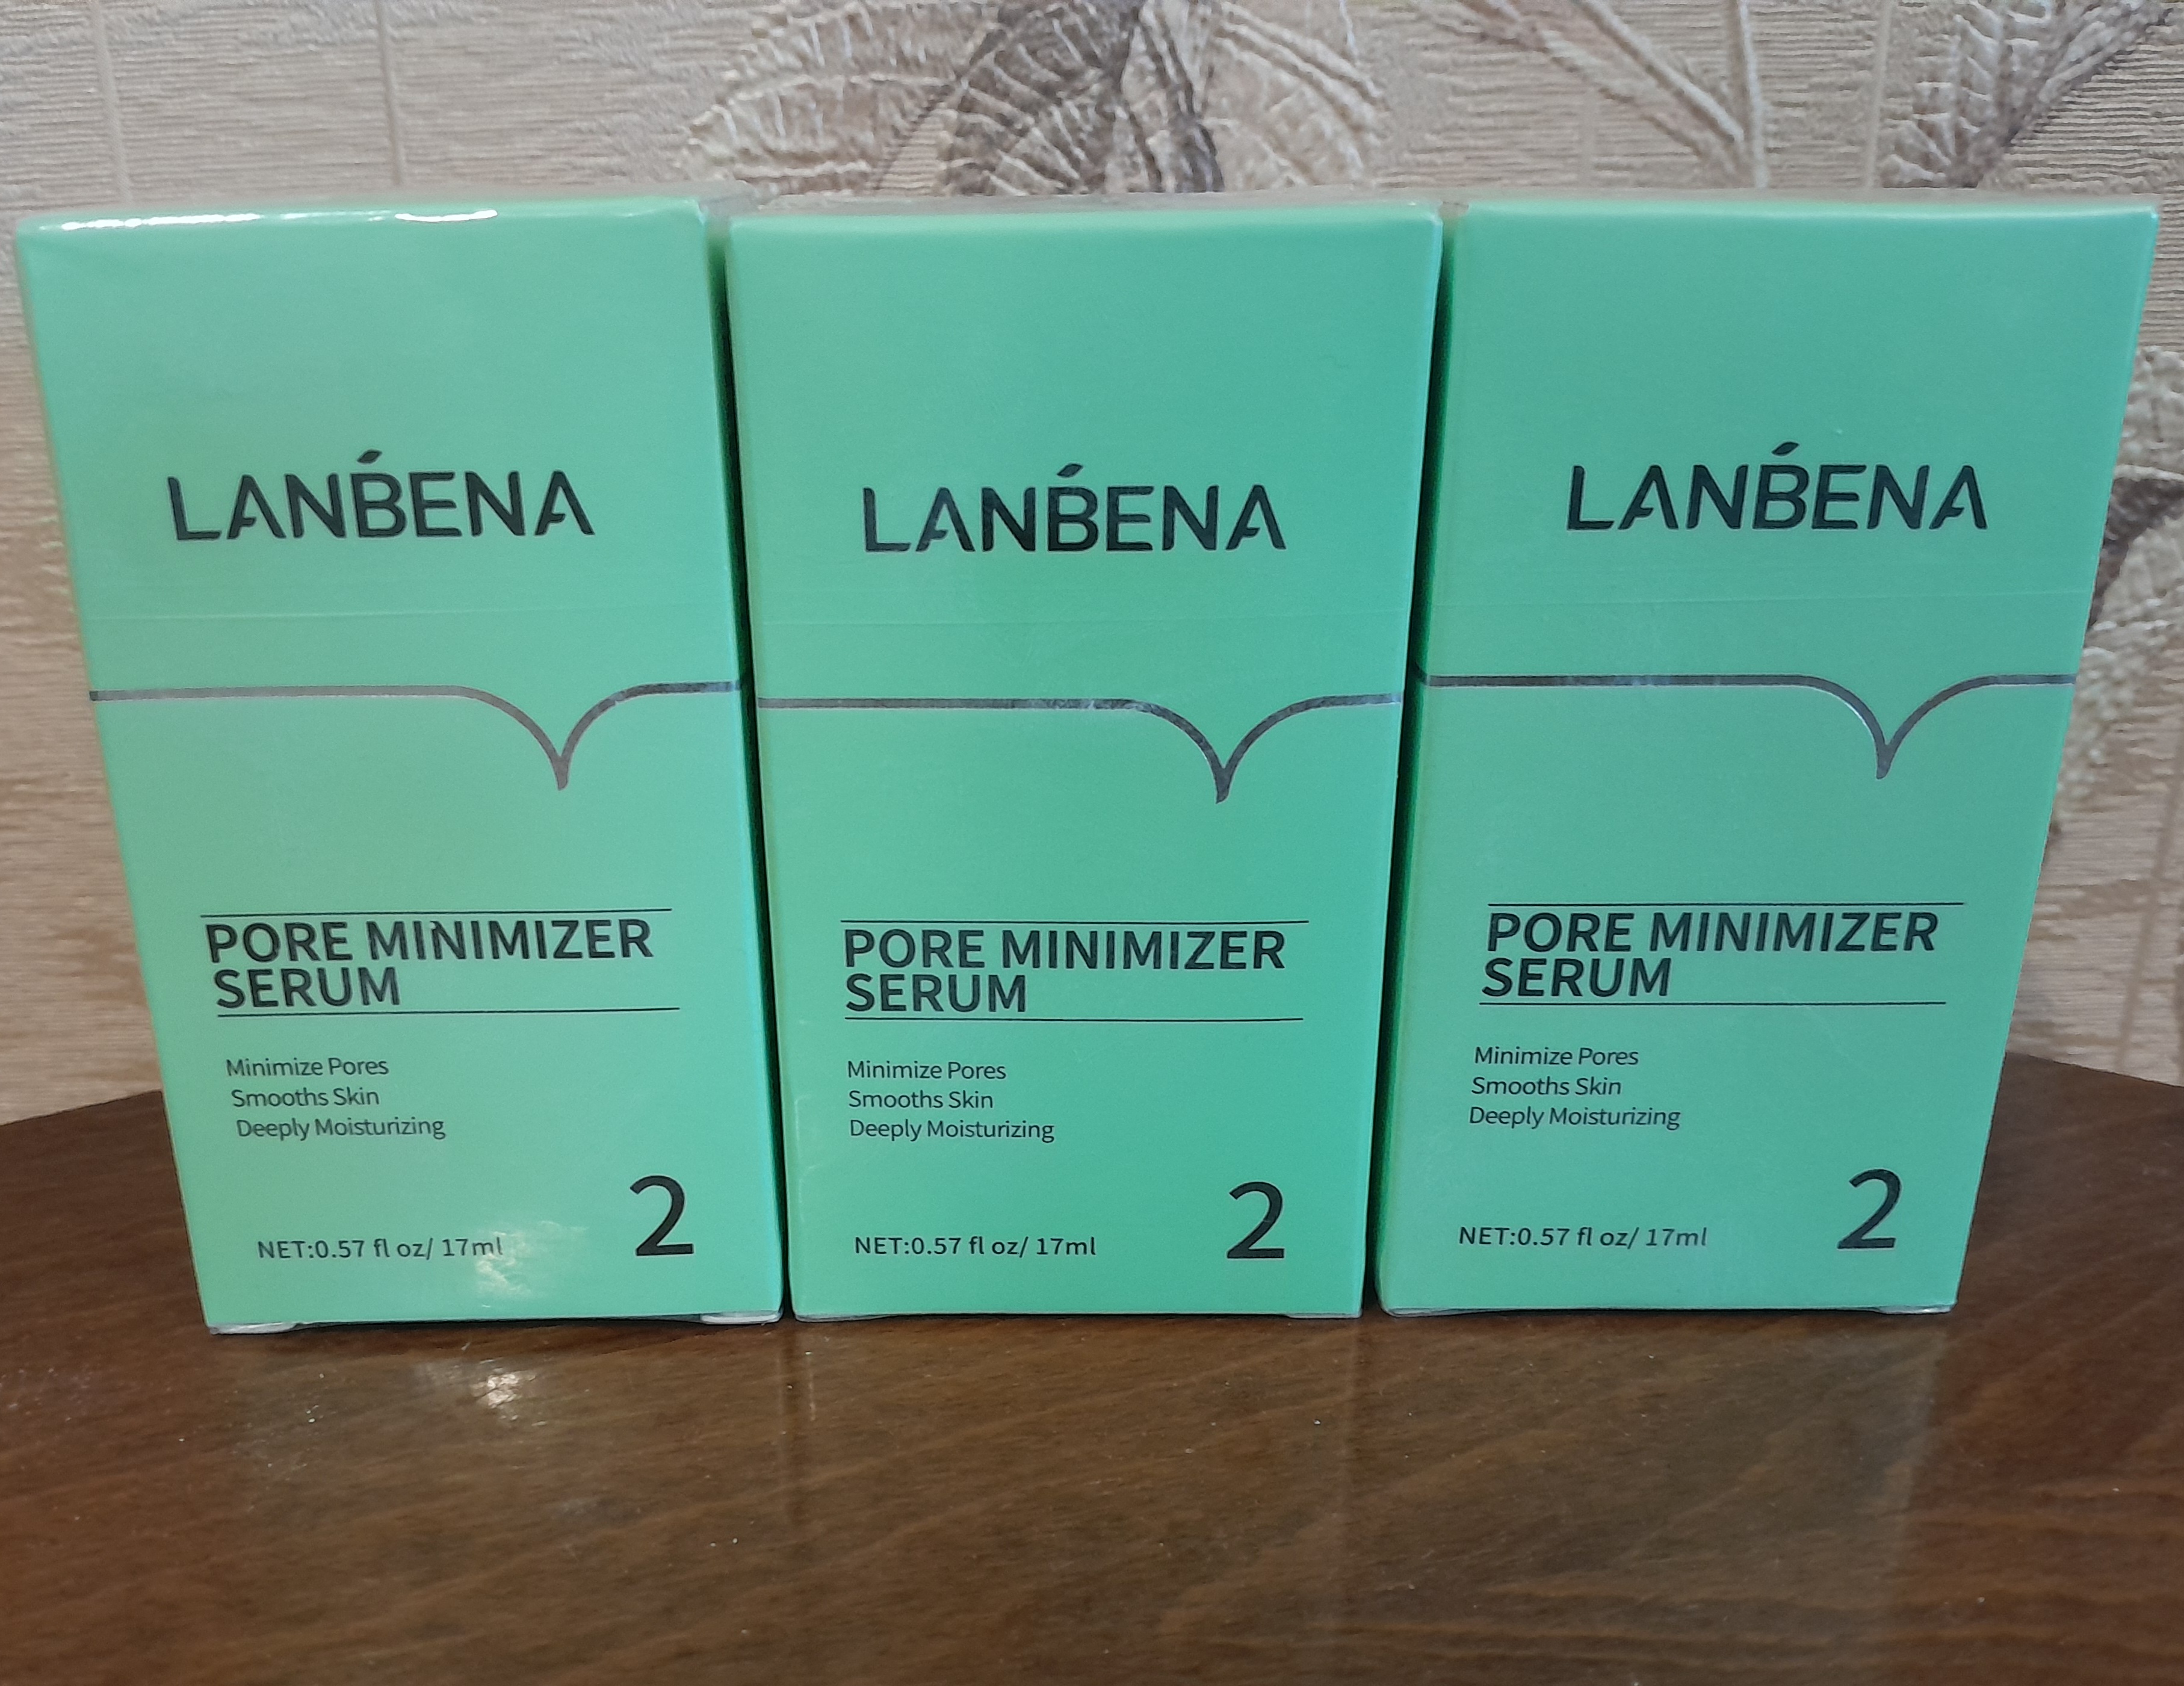 LANBENA
PORE MINIMIZER
SERUM
Minimize Pores
Smooths Skin
Deeply Moisturizing
NET:0.57 fl oz/ 17ml
2
LANBENA
PORE MINIMIZER
SERUM
Minimize Pores
Smooths Skin
Deeply Moisturizing
NET:0.57 fl oz/ 17ml
2
LANBENA
PORE MINIMIZER
SERUM
Minimize Pores
Smooths Skin
Deeply Moisturizing
NET:0.57 fl oz/ 17ml
2